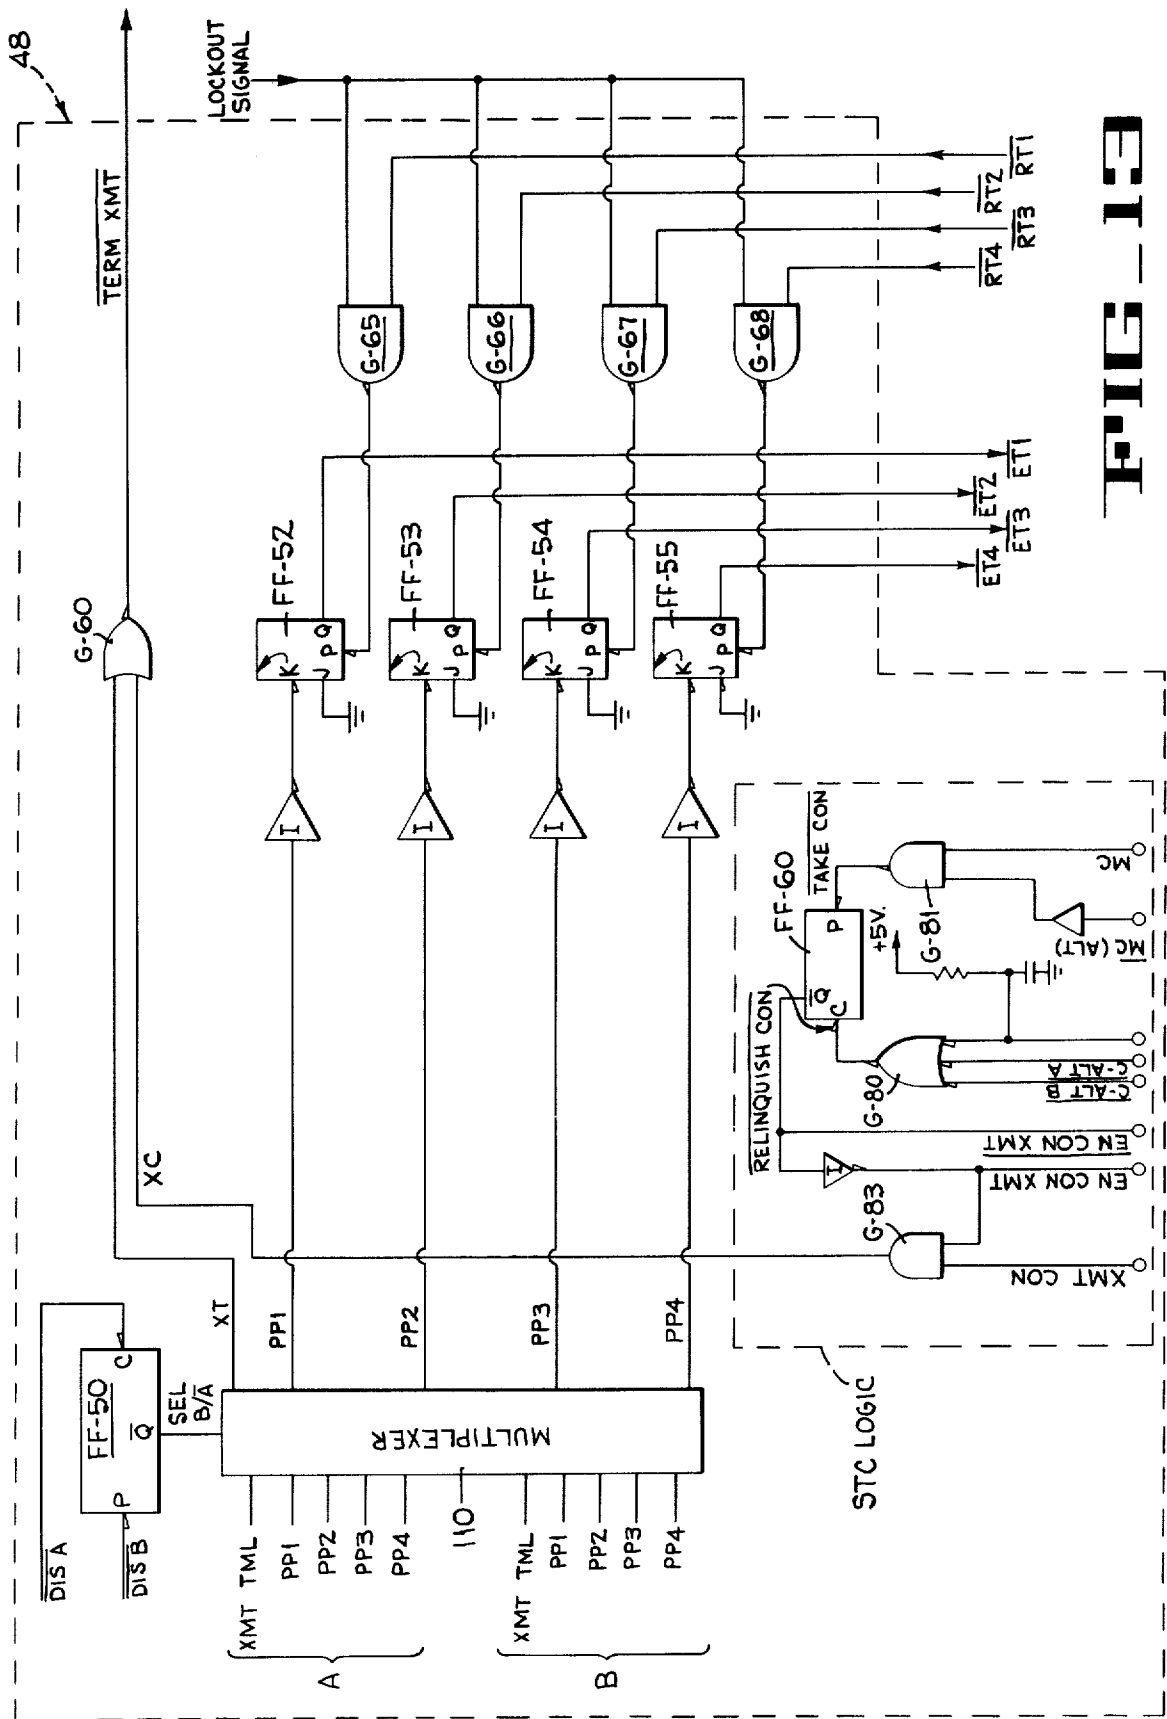 48
TERM XMT
LOCKOUT
SIGNAL
G-60
XC
XT
DIS A
DIS B
P
FF-50
Q
C
SEL
B/A
XMT TML
PP1
PP2
PP3
PP4
A
110
XMT TML
PP1
PP2
PP3
PP4
B
MULTIPLEXER
PP1
PP2
PP3
PP4
I
I
I
I
FF-52
K
J
P
Q
FF-53
K
J
P
Q
FF-54
K
J
P
Q
FF-55
K
J
P
Q
G-65
G-66
G-67
G-68
RT1
RT2
RT3
RT4
ET1
ET2
ET3
ET4
STC LOGIC
RELINQUISH CON
FF-60
TAKE CON
Q
C
P
+5V.
G-80
G-81
G-83
I
XMT CON
EN CON XMT
EN CON XMT
C-ALT B
C-ALT A
MC (ALT)
MC
FIG_13